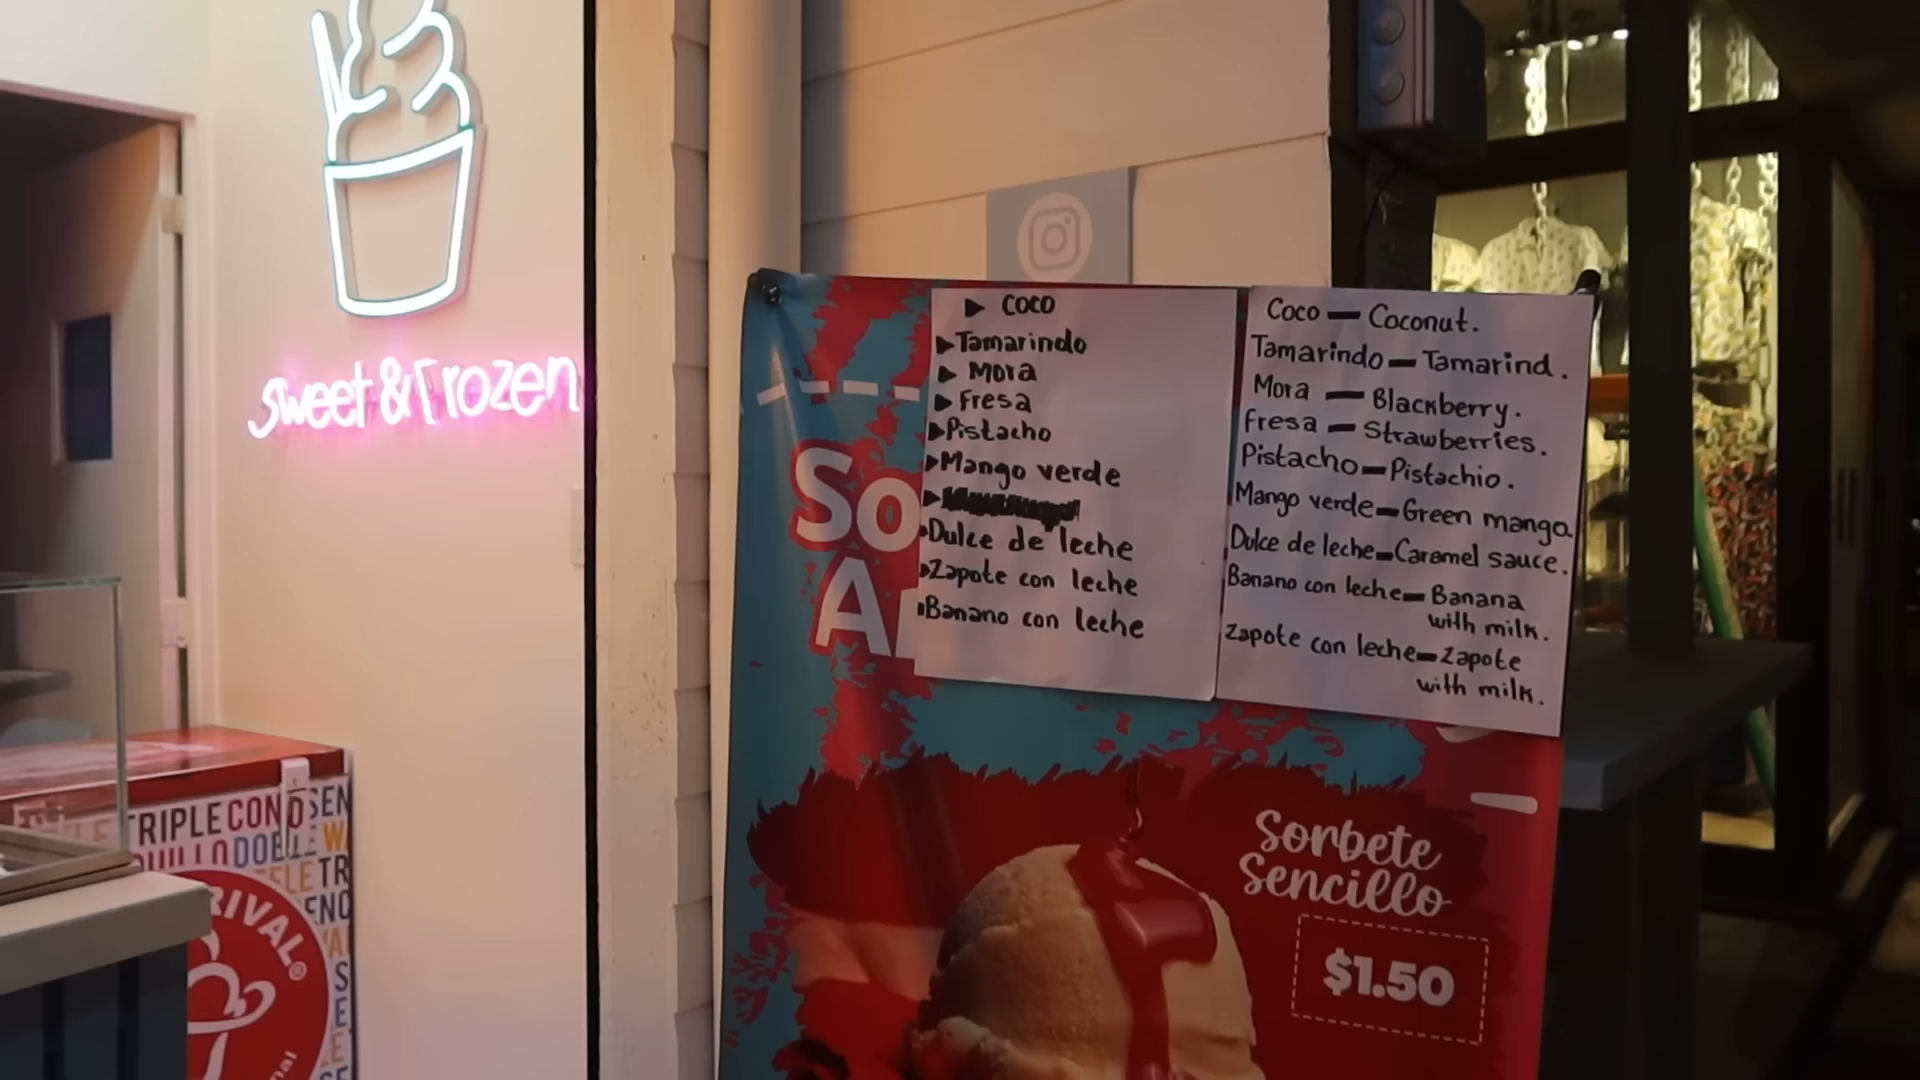 sweet & Frozen
▶ Coco
▶ Tamarindo
▶ Mora
▶ Fresa
▶ Pistacho
▶ Mango verde
▶ Dulce de leche
▶ Zapote con leche
▶ Banano con leche
Coco — Coconut.
Tamarindo — Tamarind.
Mora — Blackberry.
Fresa — Strawberries.
Pistacho — Pistachio.
Mango verde — Green mango
Dulce de leche — Caramel sauce.
Banano con leche — Banana
with milk.
Zapote con leche — Zapote
with milk.
So
A
Sorbete
Sencillo
$1.50
TRIPLE CONO SEN
DOBLE W
TR
RIVAL®